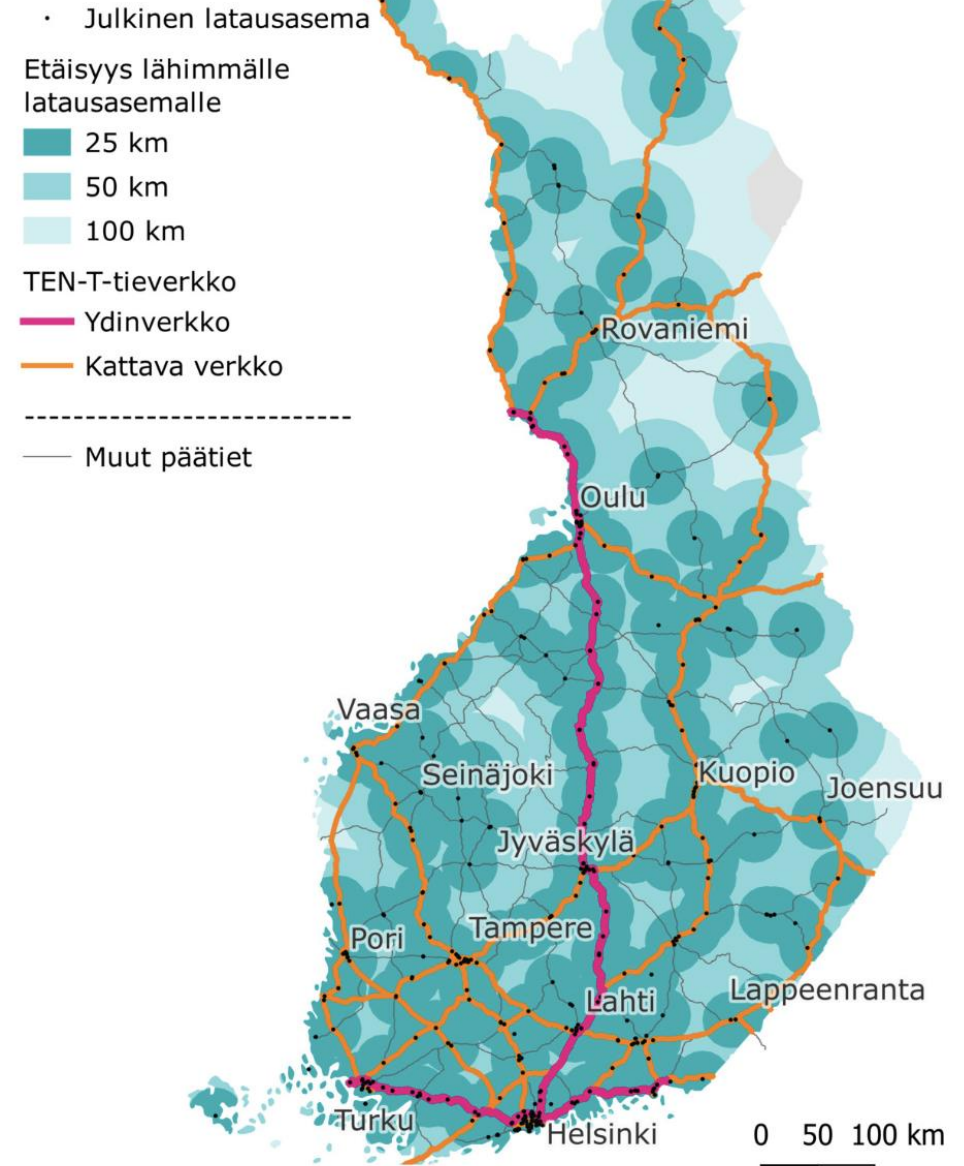 Julkinen latausasema
Etäisyys lähimmälle
latausasemalle
25 km
50 km
100 km
TEN-T-tieverkko
Ydinverkko
Kattava verkko
---------------------------
Muut päätiet
Rovaniemi
Oulu
Vaasa
Seinäjoki
Kuopio
Joensuu
Jyväskylä
Tampere
Pori
Lahti
Lappeenranta
Turku
Helsinki
0 50 100 km